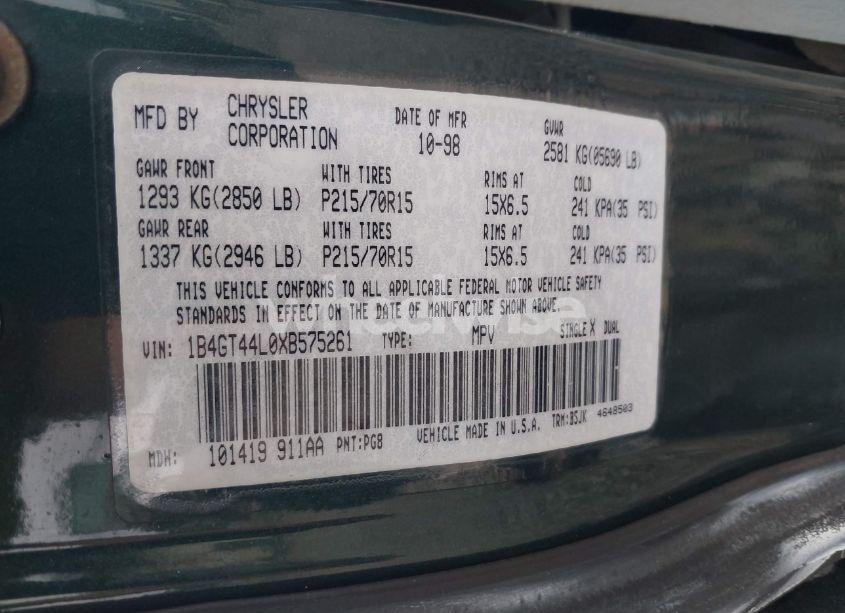 MFD BY CHRYSLER CORPORATION DATE OF MFR 10-98 GVWR 2581 KG(05690 LB)
GAWR FRONT WITH TIRES RIMS AT COLD
1293 KG(2850 LB) P215/70R15 15X6.5 241 KPA(35 PSI)
GAWR REAR WITH TIRES RIMS AT COLD
1337 KG(2946 LB) P215/70R15 15X6.5 241 KPA(35 PSI)
THIS VEHICLE CONFORMS TO ALL APPLICABLE FEDERAL MOTOR VEHICLE SAFETY
STANDARDS IN EFFECT ON THE DATE OF MANUFACTURE SHOWN ABOVE.
VIN: 1B4GT44L0XB575261 TYPE: MPV SINGLE X DUAL
MDH: 101419 911AA PNT:PG8 VEHICLE MADE IN U.S.A. TRM:BSJK 4648503